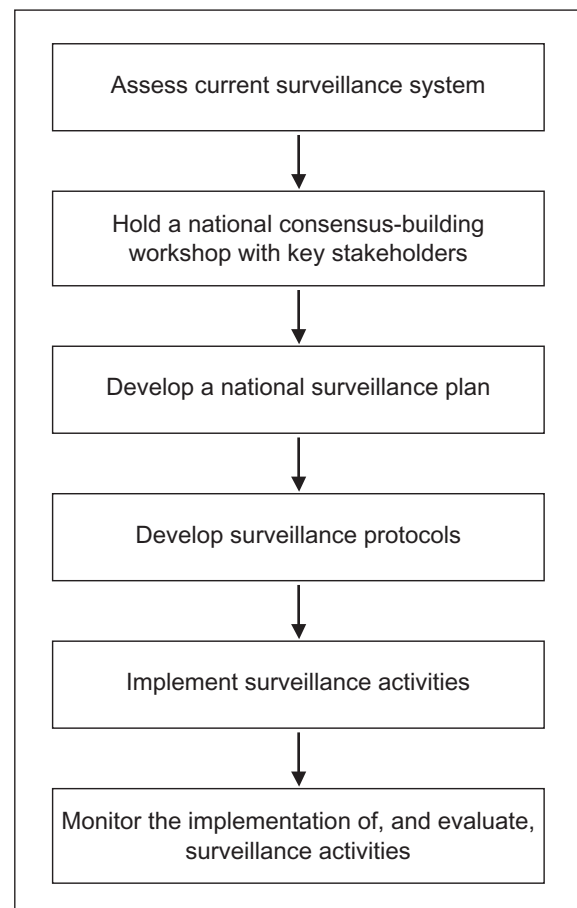 Assess current surveillance system
Hold a national consensus-building
workshop with key stakeholders
Develop a national surveillance plan
Develop surveillance protocols
Implement surveillance activities
Monitor the implementation of, and evaluate,
surveillance activities